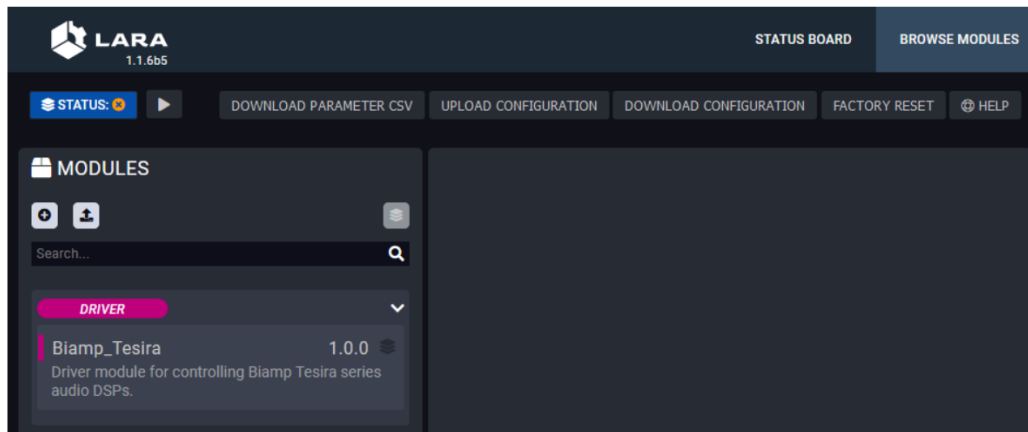 LARA
1.1.6b5
STATUS BOARD
BROWSE MODULES
STATUS:
DOWNLOAD PARAMETER CSV
UPLOAD CONFIGURATION
DOWNLOAD CONFIGURATION
FACTORY RESET
HELP
MODULES
Search...
DRIVER
Biamp_Tesira 1.0.0
Driver module for controlling Biamp Tesira series
audio DSPs.